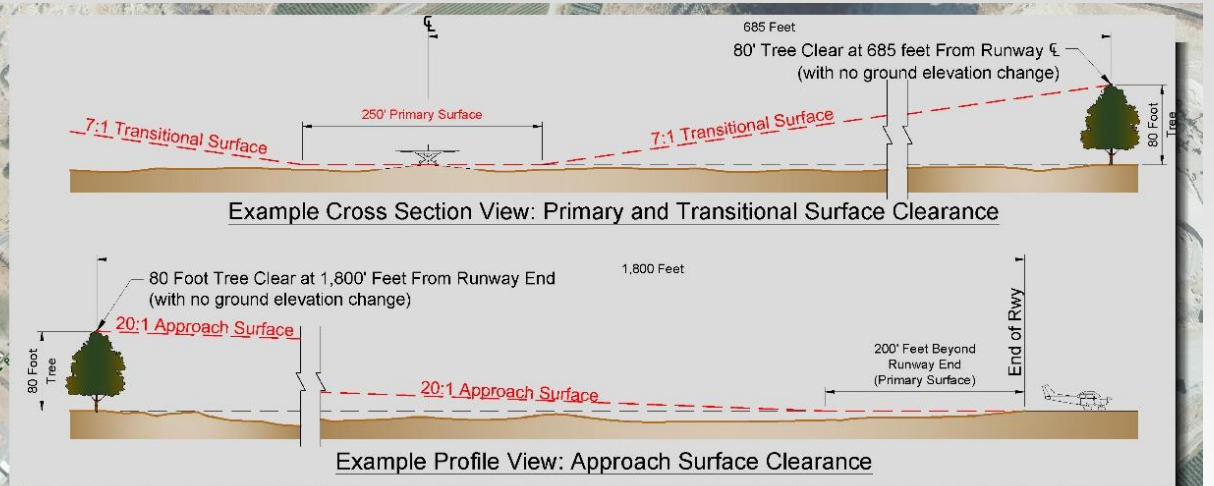 ℄
685 Feet
80' Tree Clear at 685 feet From Runway ℄
(with no ground elevation change)
7:1 Transitional Surface
250' Primary Surface
7:1 Transitional Surface
80 Foot
Tree
Example Cross Section View: Primary and Transitional Surface Clearance
80 Foot Tree Clear at 1,800' Feet From Runway End
(with no ground elevation change)
1,800 Feet
20:1 Approach Surface
80 Foot
Tree
20:1 Approach Surface
200' Feet Beyond
Runway End
(Primary Surface)
End of Rwy
Example Profile View: Approach Surface Clearance